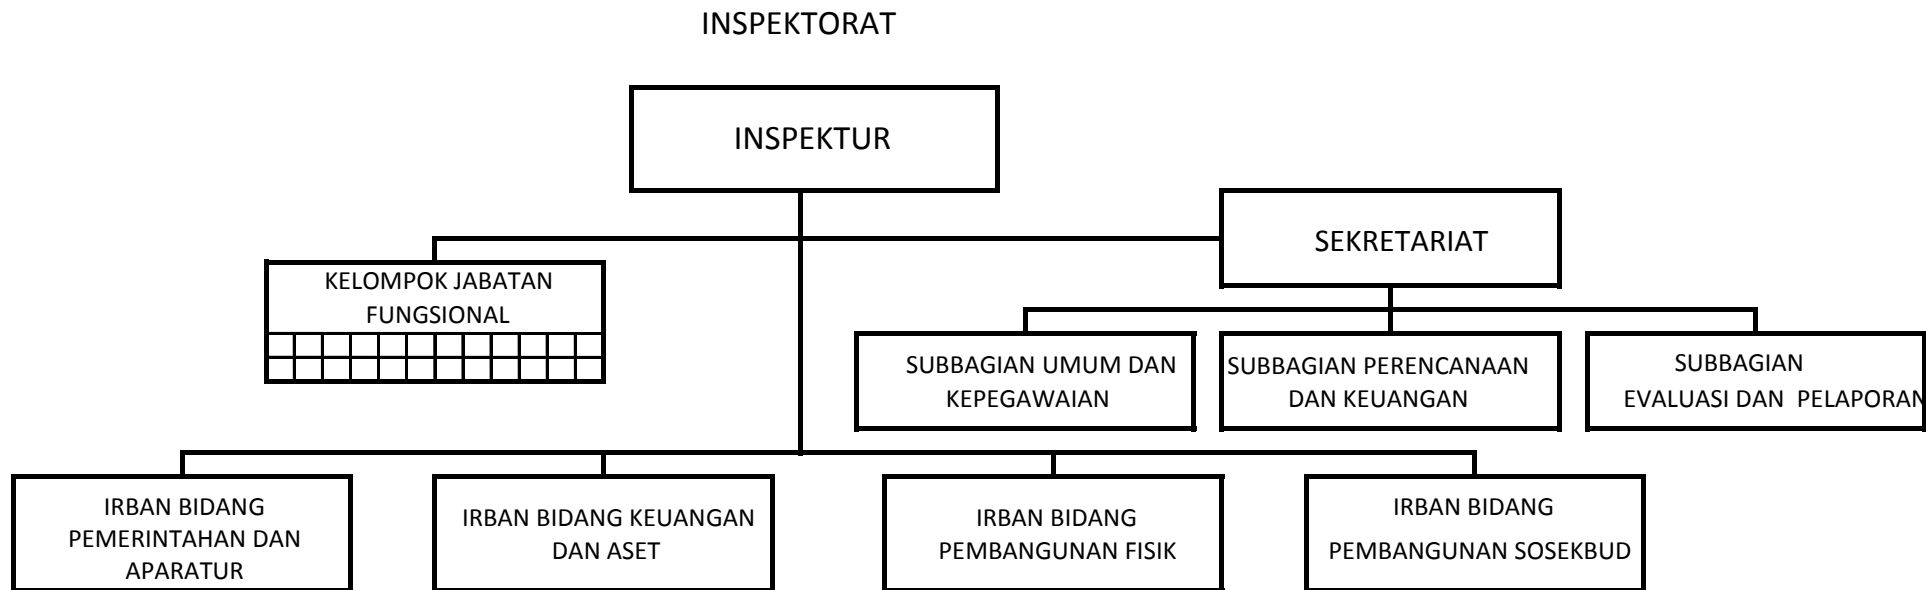 INSPEKTORAT
INSPEKTUR
SEKRETARIAT
KELOMPOK JABATAN
FUNGSIONAL
SUBBAGIAN UMUM DAN
KEPEGAWAIAN
SUBBAGIAN PERENCANAAN
DAN KEUANGAN
SUBBAGIAN
EVALUASI DAN PELAPORAN
IRBAN BIDANG
PEMERINTAHAN DAN
APARATUR
IRBAN BIDANG KEUANGAN
DAN ASET
IRBAN BIDANG
PEMBANGUNAN FISIK
IRBAN BIDANG
PEMBANGUNAN SOSEKBUD